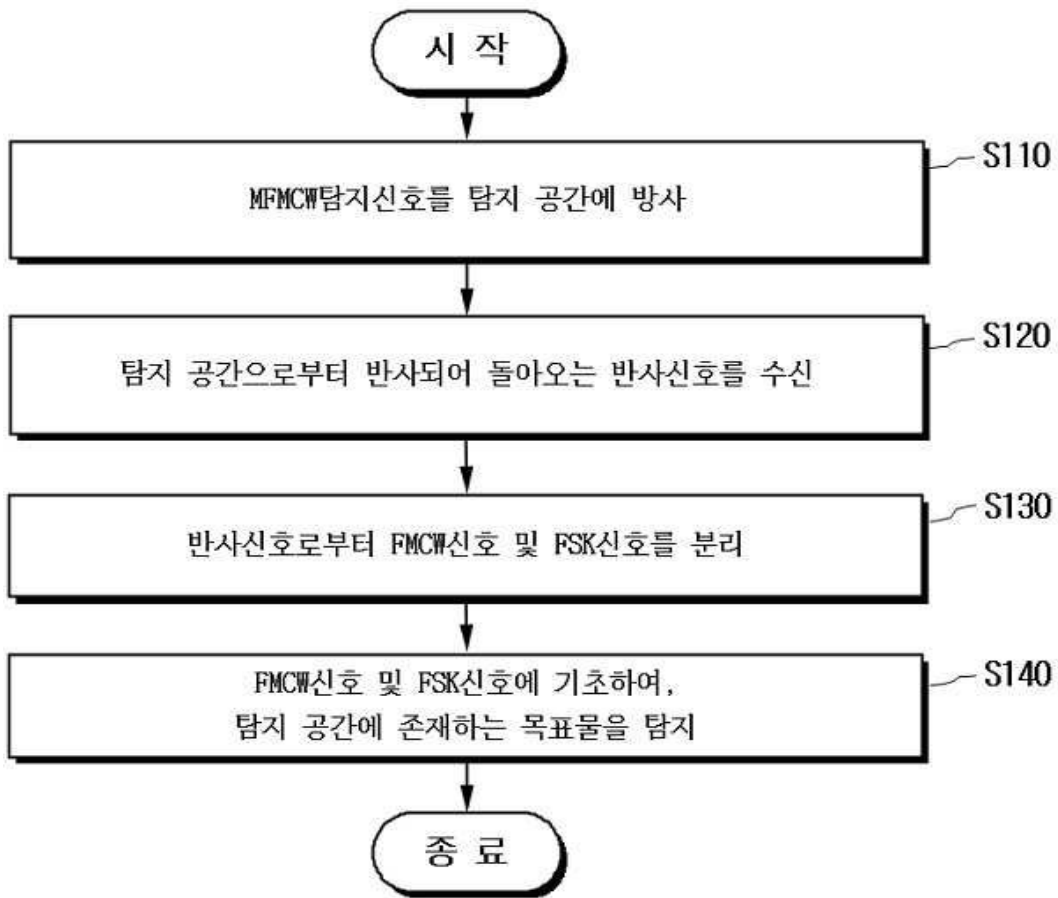 시 작
S110
MFMCW탐지신호를 탐지 공간에 방사
S120
탐지 공간으로부터 반사되어 돌아오는 반사신호를 수신
S130
반사신호로부터 FMCW신호 및 FSK신호를 분리
S140
FMCW신호 및 FSK신호에 기초하여,
탐지 공간에 존재하는 목표물을 탐지
종 료